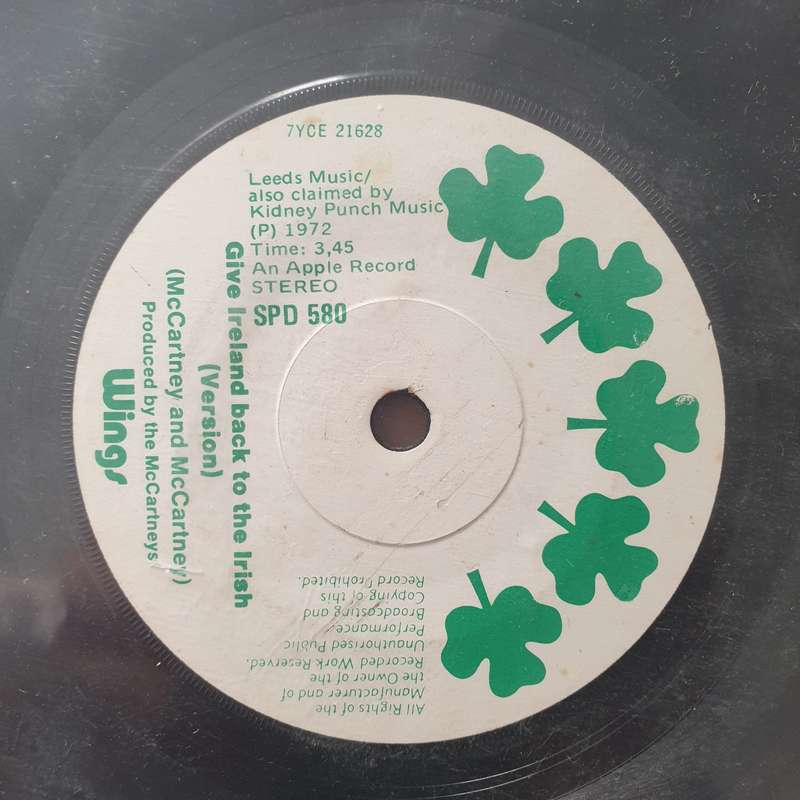 7YCE 21628
Leeds Music/
also claimed by
Kidney Punch Music
(P) 1972
Time: 3,45
An Apple Record
STEREO
SPD 580
Give Ireland back to the Irish
(Version)
(McCartney and McCartney)
Produced by the McCartneys
Wings
All Rights of the
Manufacturer and of
the Owner of the
Recorded Work Reserved.
Unauthorised Public
Performance,
Broadcasting and
Copying of this
Record Prohibited.